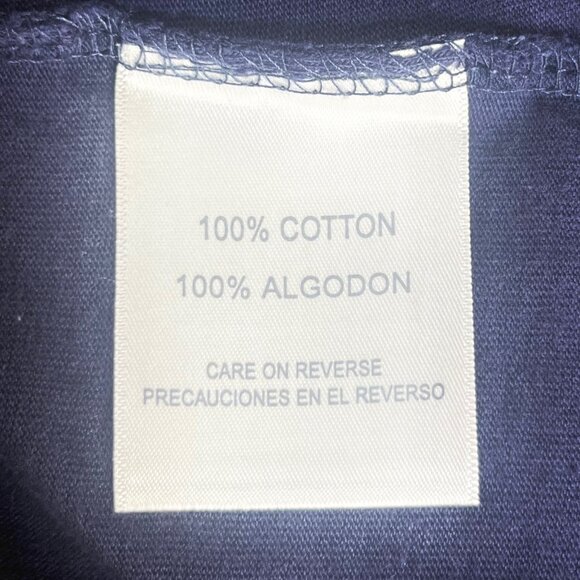 100% COTTON
100% ALGODON
CARE ON REVERSE
PRECAUCIONES EN EL REVERSO